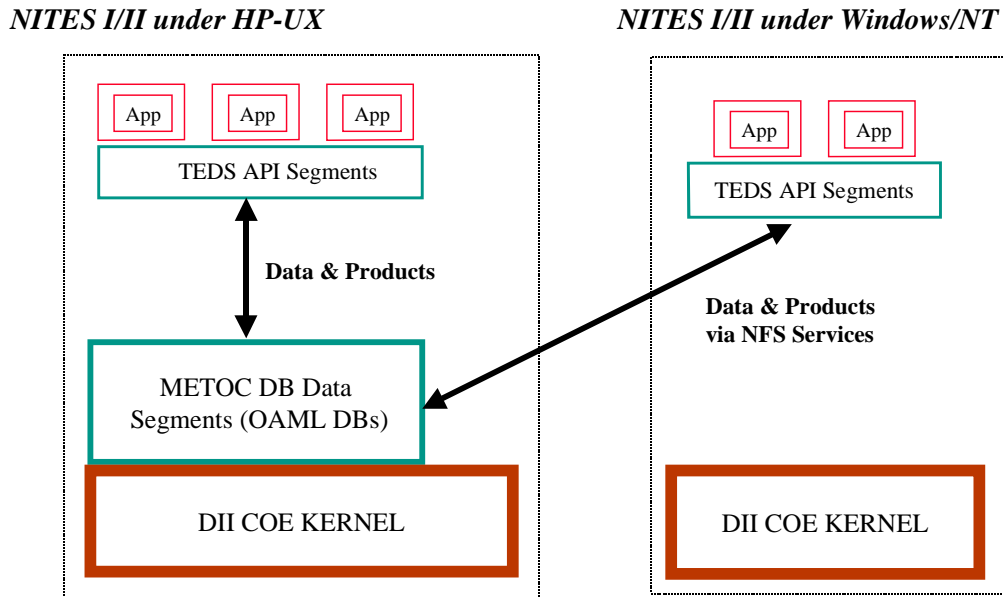 NITES I/II under HP-UX
NITES I/II under Windows/NT
App
App
App
TEDS API Segments
App
App
TEDS API Segments
Data & Products
Data & Products
via NFS Services
METOC DB Data
Segments (OAML DBs)
DII COE KERNEL
DII COE KERNEL